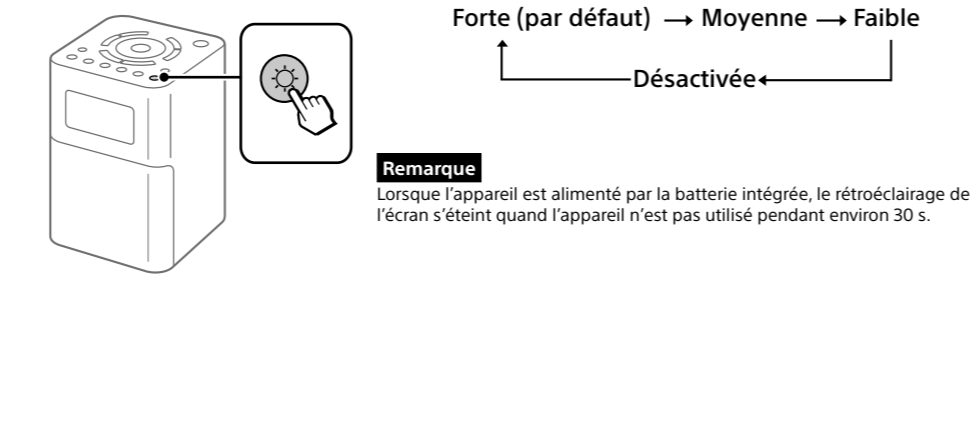 Forte (par défaut) → Moyenne → Faible
Désactivée
Remarque
Lorsque l’appareil est alimenté par la batterie intégrée, le rétroéclairage de
l’écran s’éteint quand l’appareil n’est pas utilisé pendant environ 30 s.